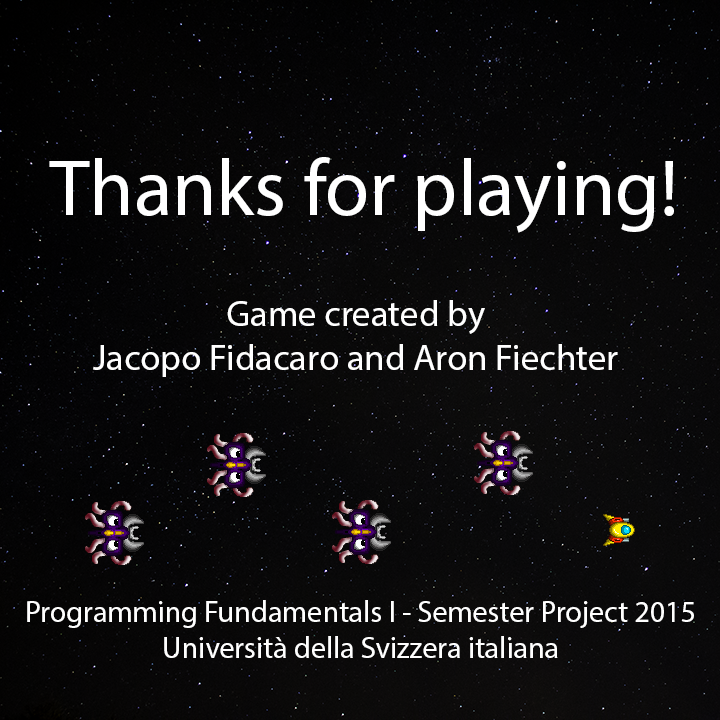 Thanks for playing!
Game created by
Jacopo Fidacaro and Aron Fiechter
Programming Fundamentals I - Semester Project 2015
Università della Svizzera italiana